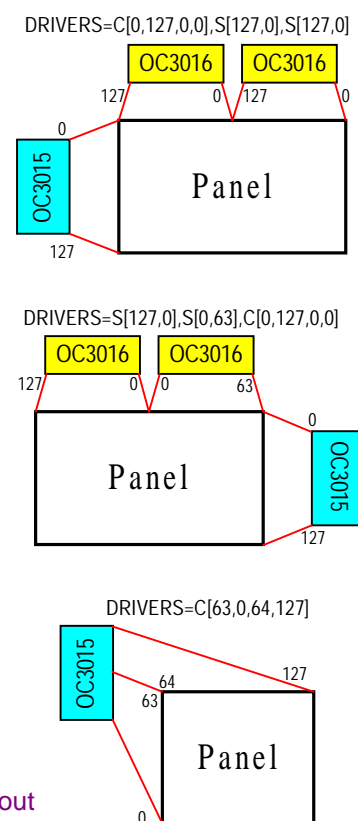 DRIVERS=C[0,127,0,0],S[127,0],S[127,0]
OC3016 OC3016
127 0 127 0
0
OC3015
Panel
127
DRIVERS=S[127,0],S[0,63],C[0,127,0,0]
OC3016 OC3016
127 0 0 63
0
Panel
OC3015
127
DRIVERS=C[63,0,64,127]
OC3015
64 127
63
Panel
out
0